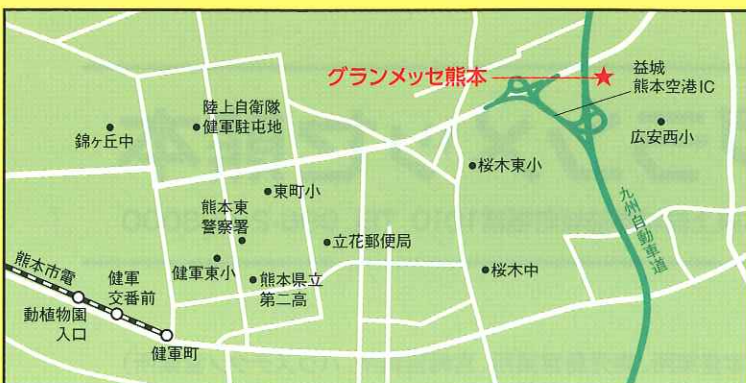 グランメッセ熊本
益城
熊本空港IC
陸上自衛隊
健軍駐屯地
錦ヶ丘中
広安西小
桜木東小
東町小
熊本東
警察署
立花郵便局
九州自動車道
健軍東小
熊本県立
第二高
桜木中
熊本市電
健軍
交番前
動植物園
入口
健軍町